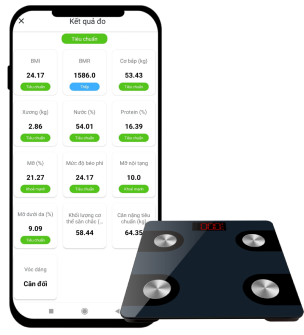 Kết quả đo
Tiêu chuẩn
BMI
BMR
Cơ bắp (kg)
24.17
1586.0
53.43
Tiêu chuẩn
Thấp
Tiêu chuẩn
Xương (kg)
Nước (%)
Protein (%)
2.86
54.01
16.39
Tiêu chuẩn
Tiêu chuẩn
Tiêu chuẩn
Mỡ (%)
Mức độ béo phì
Mỡ nội tạng
21.27
24.17
10.0
Khoẻ mạnh
Tiêu chuẩn
Khoẻ mạnh
Mỡ dưới da (%)
Khối lượng cơ
thể săn chắc (...
Cân nặng tiêu
chuẩn (kg)
9.09
58.44
64.35
Tiêu chuẩn
Vóc dáng
Cân đối